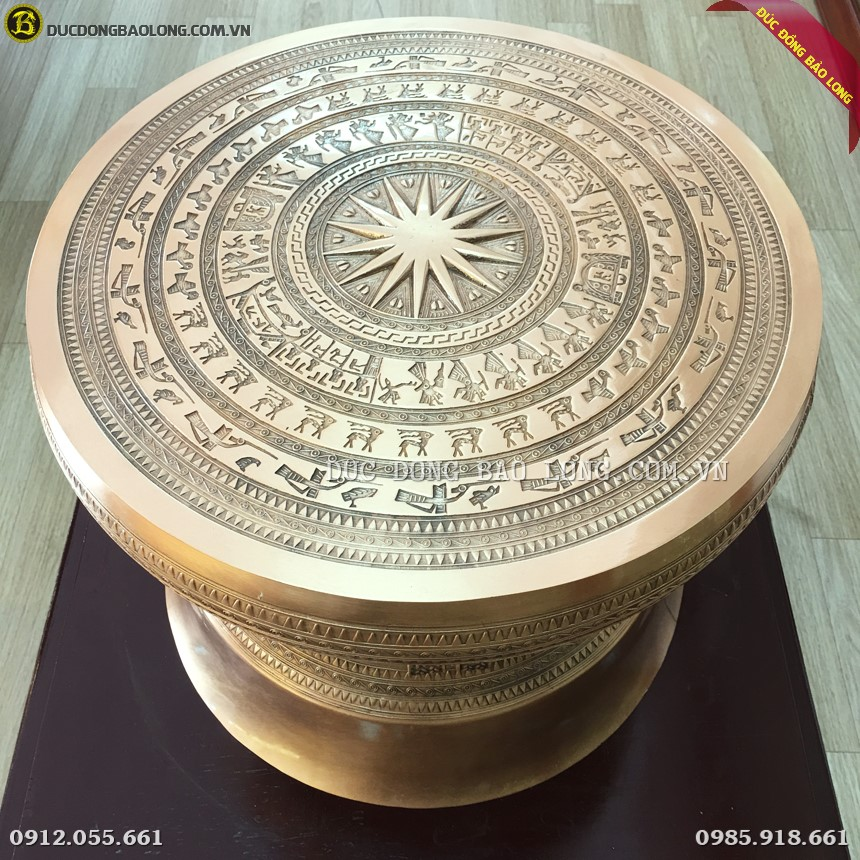 B
DUCDONGBAOLONG.COM.VN
ĐÚC ĐỒNG BẢO LONG
DUC DONG BAO LONG.COM.VN
0912.055.661
0985.918.661